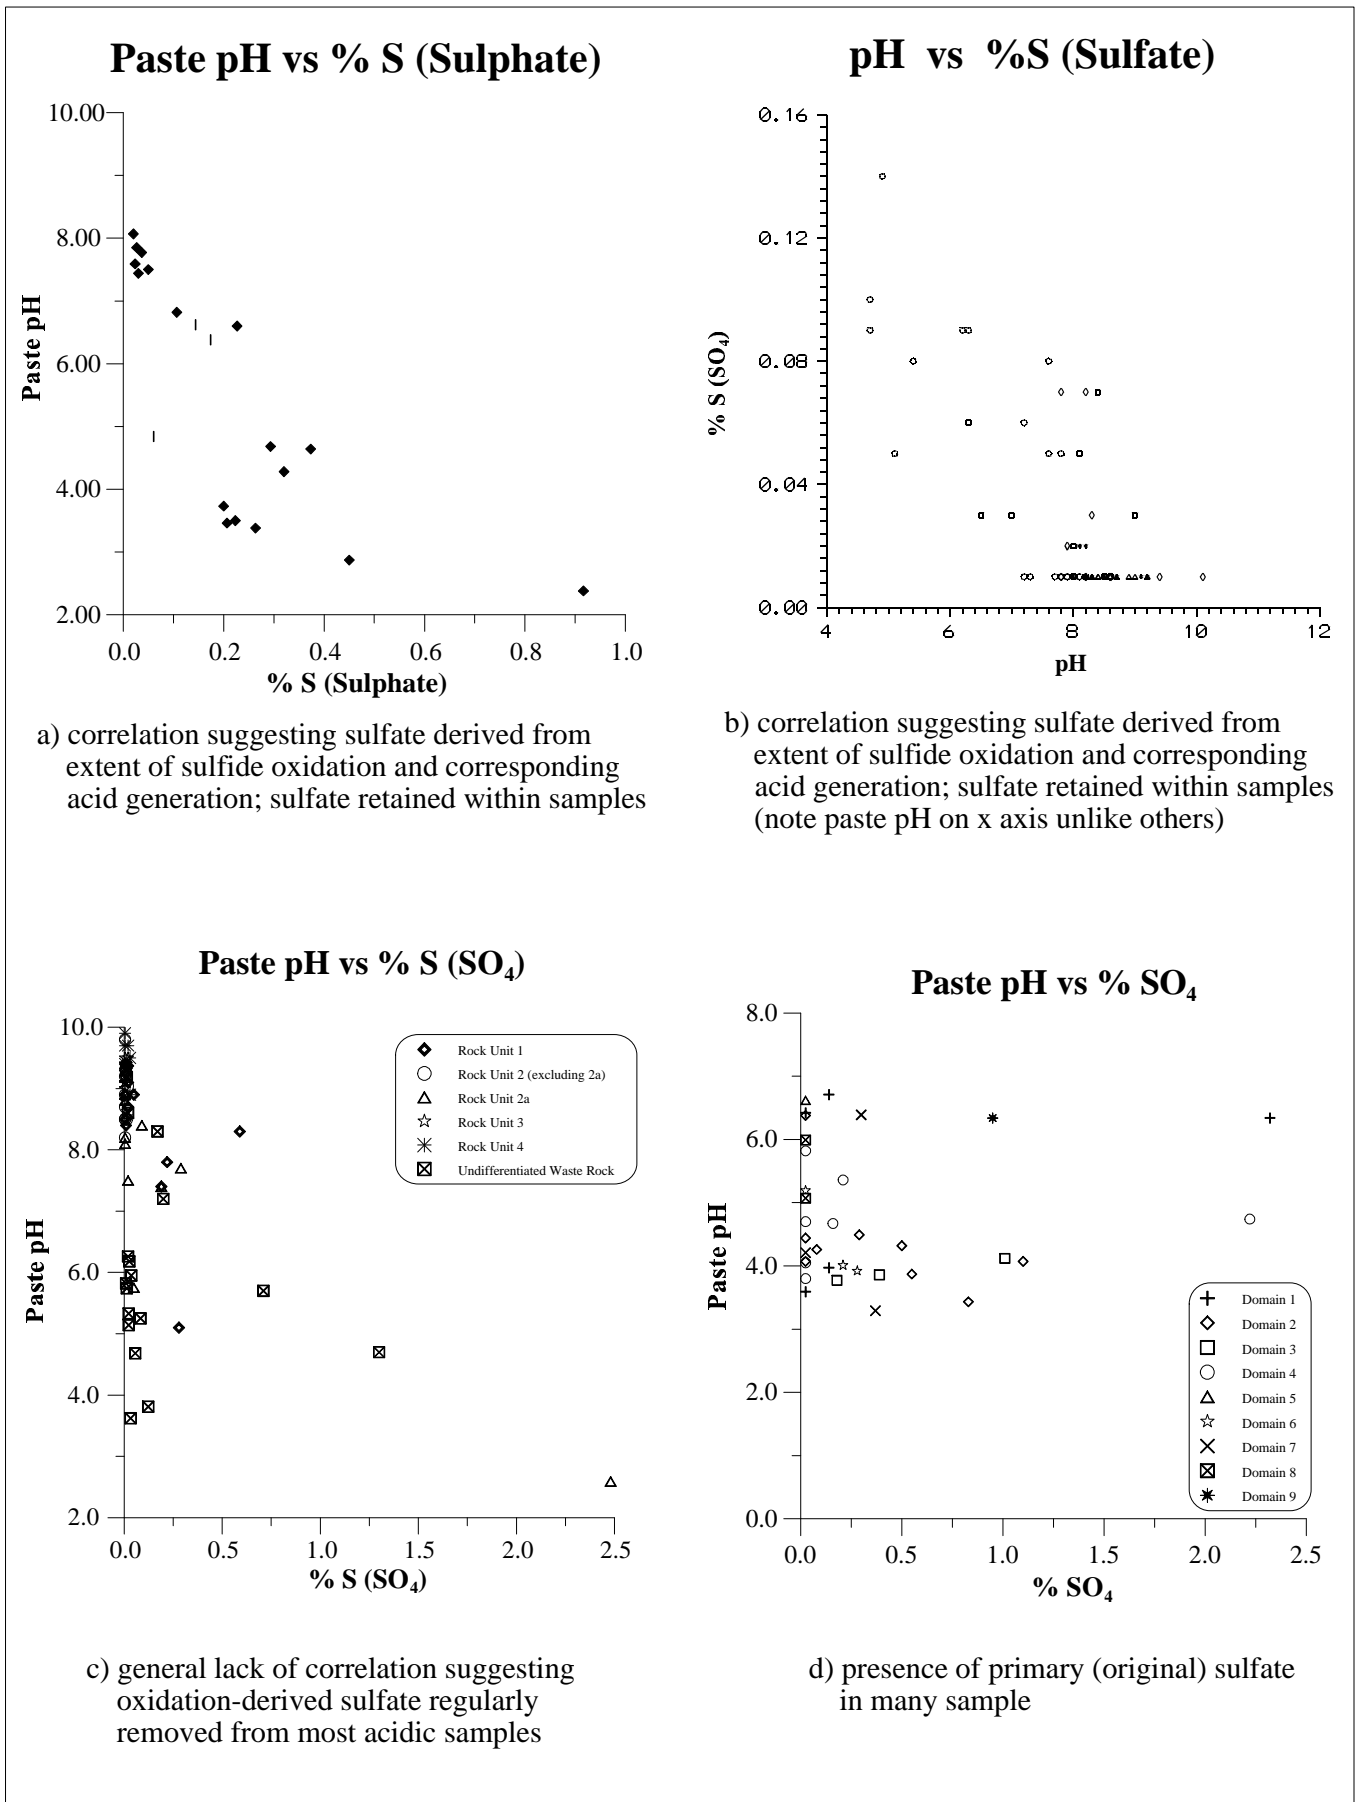 Paste pH vs % S (Sulphate)
10.00
8.00
6.00
4.00
2.00
Paste pH
0.0 0.2 0.4 0.6 0.8 1.0
% S (Sulphate)
a) correlation suggesting sulfate derived from
extent of sulfide oxidation and corresponding
acid generation; sulfate retained within samples
pH vs %S (Sulfate)
0.16
0.12
0.08
0.04
0.00
% S (SO4)
4 6 8 10 12
pH
b) correlation suggesting sulfate derived from
extent of sulfide oxidation and corresponding
acid generation; sulfate retained within samples
(note paste pH on x axis unlike others)
Paste pH vs % S (SO4)
10.0
8.0
6.0
4.0
2.0
Paste pH
Rock Unit 1
Rock Unit 2 (excluding 2a)
Rock Unit 2a
Rock Unit 3
Rock Unit 4
Undifferentiated Waste Rock
0.0 0.5 1.0 1.5 2.0 2.5
% S (SO4)
c) general lack of correlation suggesting
oxidation-derived sulfate regularly
removed from most acidic samples
Paste pH vs % SO4
8.0
6.0
4.0
2.0
0.0
Paste pH
Domain 1
Domain 2
Domain 3
Domain 4
Domain 5
Domain 6
Domain 7
Domain 8
Domain 9
0.0 0.5 1.0 1.5 2.0 2.5
% SO4
d) presence of primary (original) sulfate
in many sample